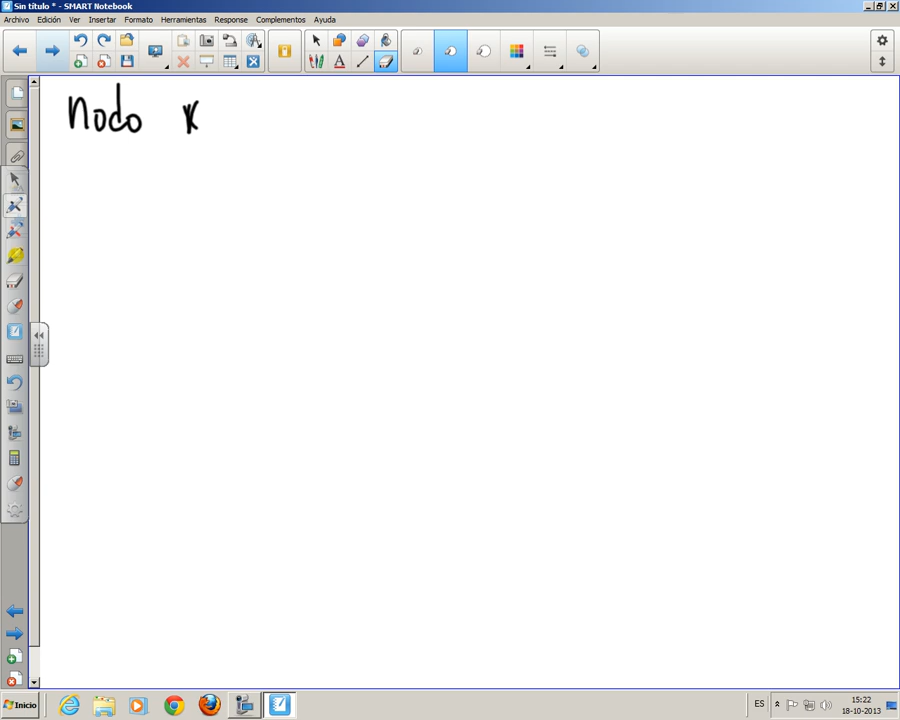 Sin título * - SMART Notebook
Archivo Edición Ver Insertar Formato Herramientas Response Complementos Ayuda
Nodo x
Inicio
ES
15:22
18-10-2013